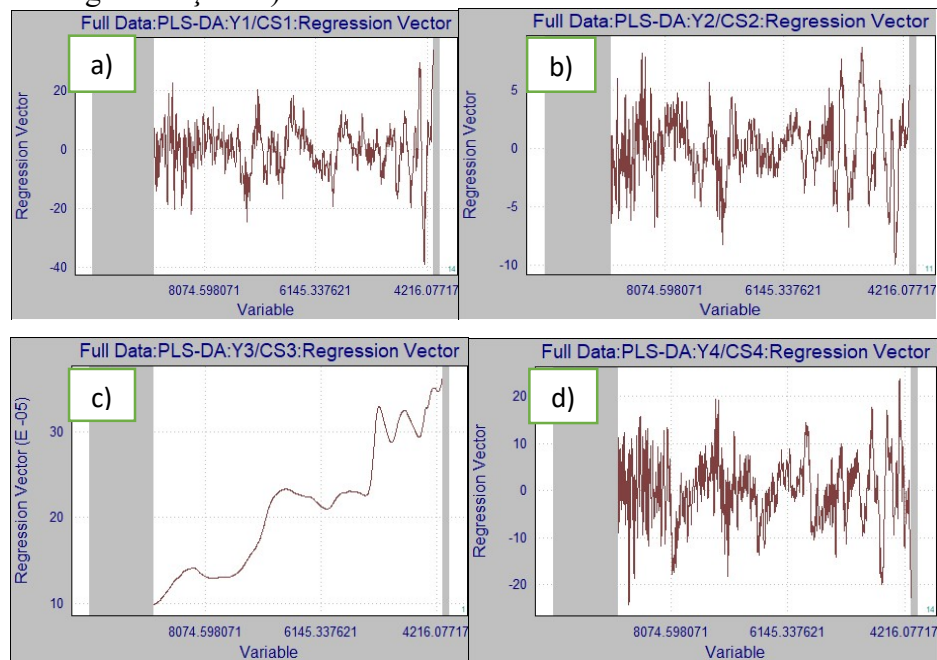 Full Data:PLS-DA:Y1/CS1:Regression Vector
a)
Regression Vector
20
0
-20
-40
8074.598071 6145.337621 4216.07717
Variable
14
Full Data:PLS-DA:Y2/CS2:Regression Vector
b)
Regression Vector
5
0
-5
-10
8074.598071 6145.337621 4216.07717
Variable
11
Full Data:PLS-DA:Y3/CS3:Regression Vector
c)
Regression Vector (E -05)
30
20
10
8074.598071 6145.337621 4216.07717
Variable
1
Full Data:PLS-DA:Y4/CS4:Regression Vector
d)
Regression Vector
20
10
0
-10
-20
8074.598071 6145.337621 4216.07717
Variable
14